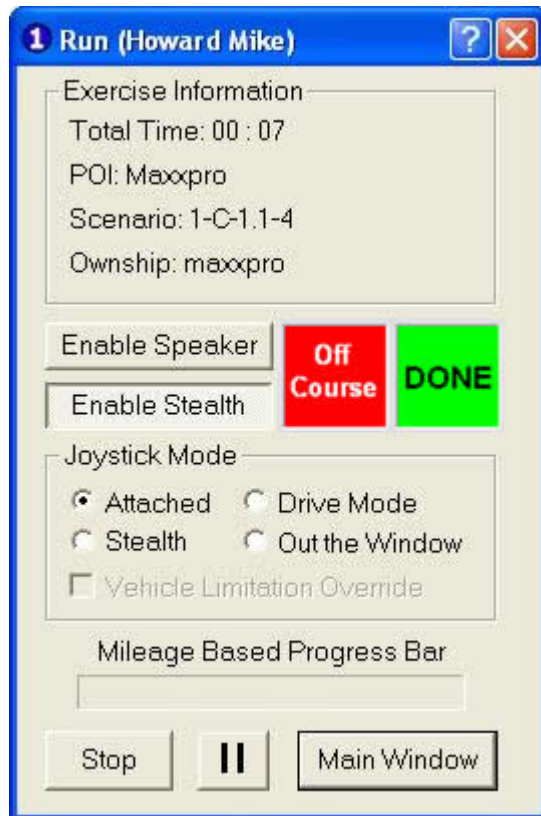 1 Run (Howard Mike) ?
Exercise Information
Total Time: 00 : 07
POI: Maxxpro
Scenario: 1-C-1.1-4
Ownship: maxxpro
Enable Speaker
Enable Stealth
Off
Course
DONE
Joystick Mode
Attached Drive Mode
Stealth Out the Window
Vehicle Limitation Override
Mileage Based Progress Bar
Stop Main Window